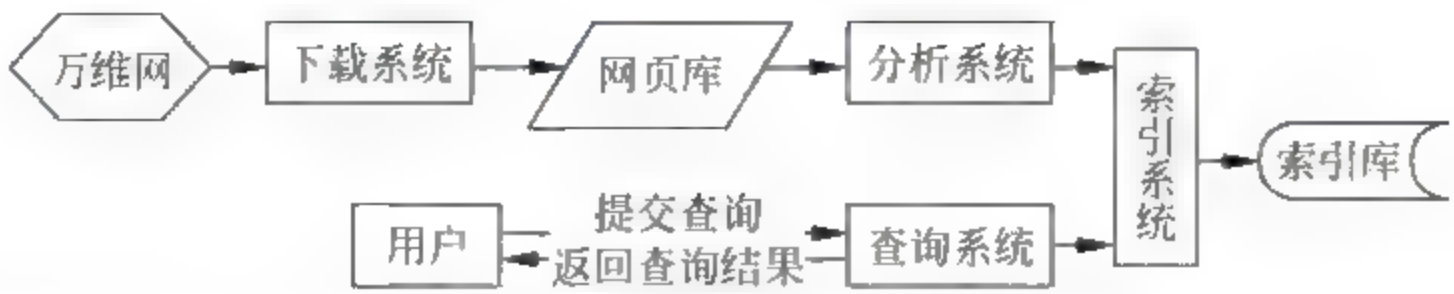 万维网
下载系统
网页库
分析系统
索引系统
索引库
用户
提交查询
返回查询结果
查询系统